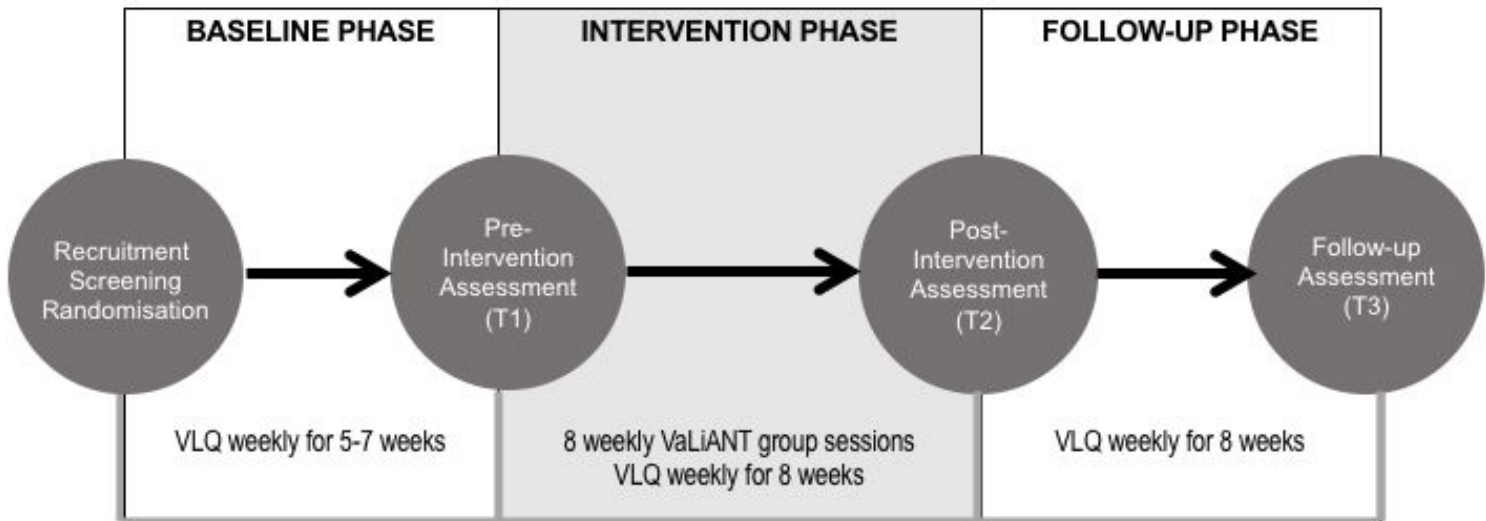 BASELINE PHASE
INTERVENTION PHASE
FOLLOW-UP PHASE
Recruitment
Screening
Randomisation
Pre-
Intervention
Assessment
(T1)
Post-
Intervention
Assessment
(T2)
Follow-up
Assessment
(T3)
VLQ weekly for 5-7 weeks
8 weekly VaLiANT group sessions
VLQ weekly for 8 weeks
VLQ weekly for 8 weeks